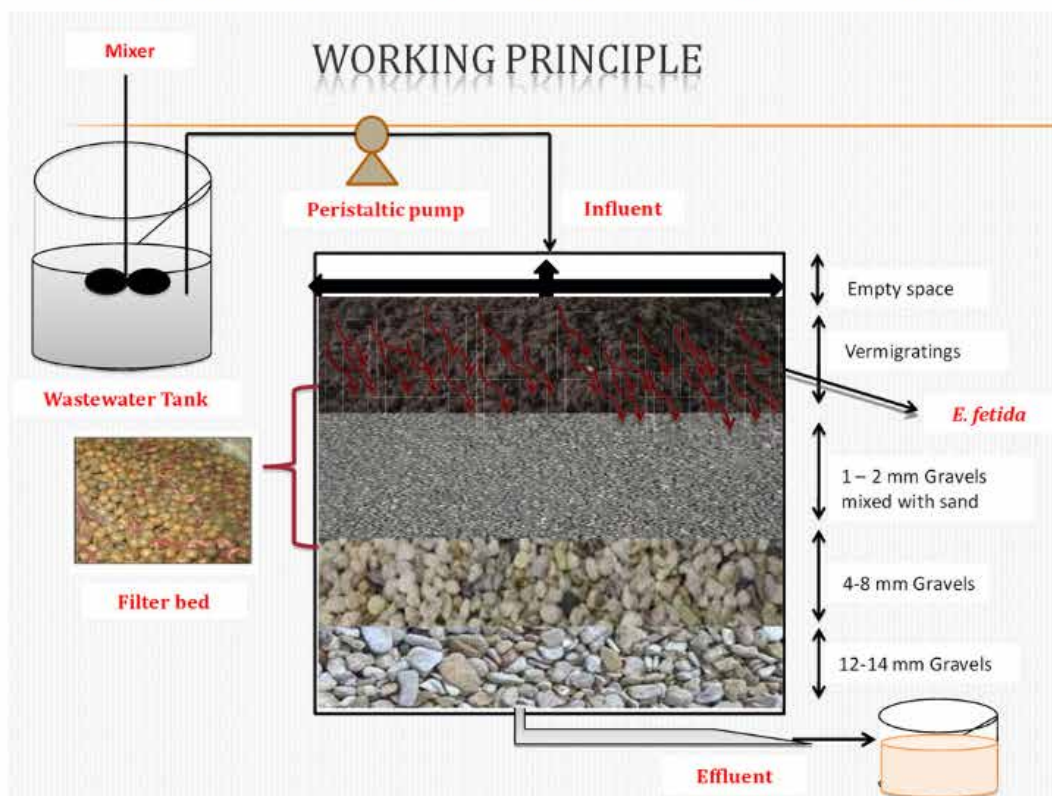 Mixer
WORKING PRINCIPLE
Peristaltic pump
Influent
Empty space
Vermigratings
Wastewater Tank
E. fetida
1 – 2 mm Gravels
mixed with sand
4-8 mm Gravels
Filter bed
12-14 mm Gravels
Effluent